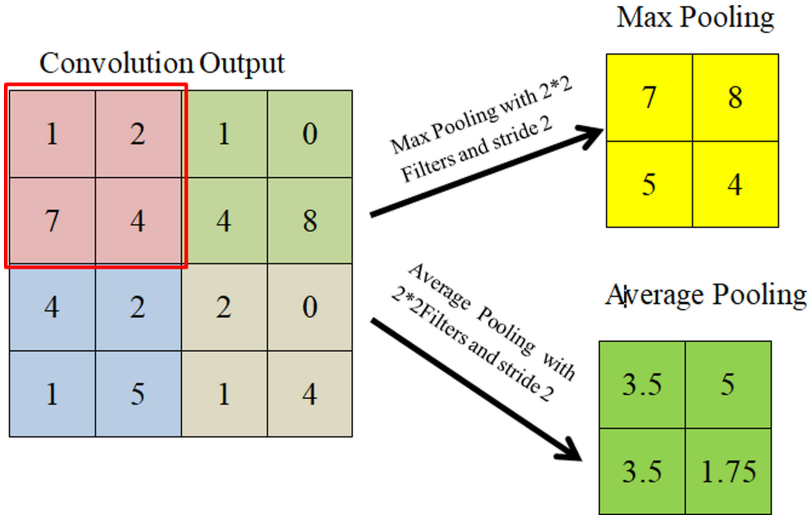 Convolution Output
1 2 1 0
7 4 4 8
4 2 2 0
1 5 1 4
Max Pooling with 2*2
Filters and stride 2
Max Pooling
7 8
5 4
Average Pooling with
2*2Filters and stride 2
Average Pooling
3.5 5
3.5 1.75